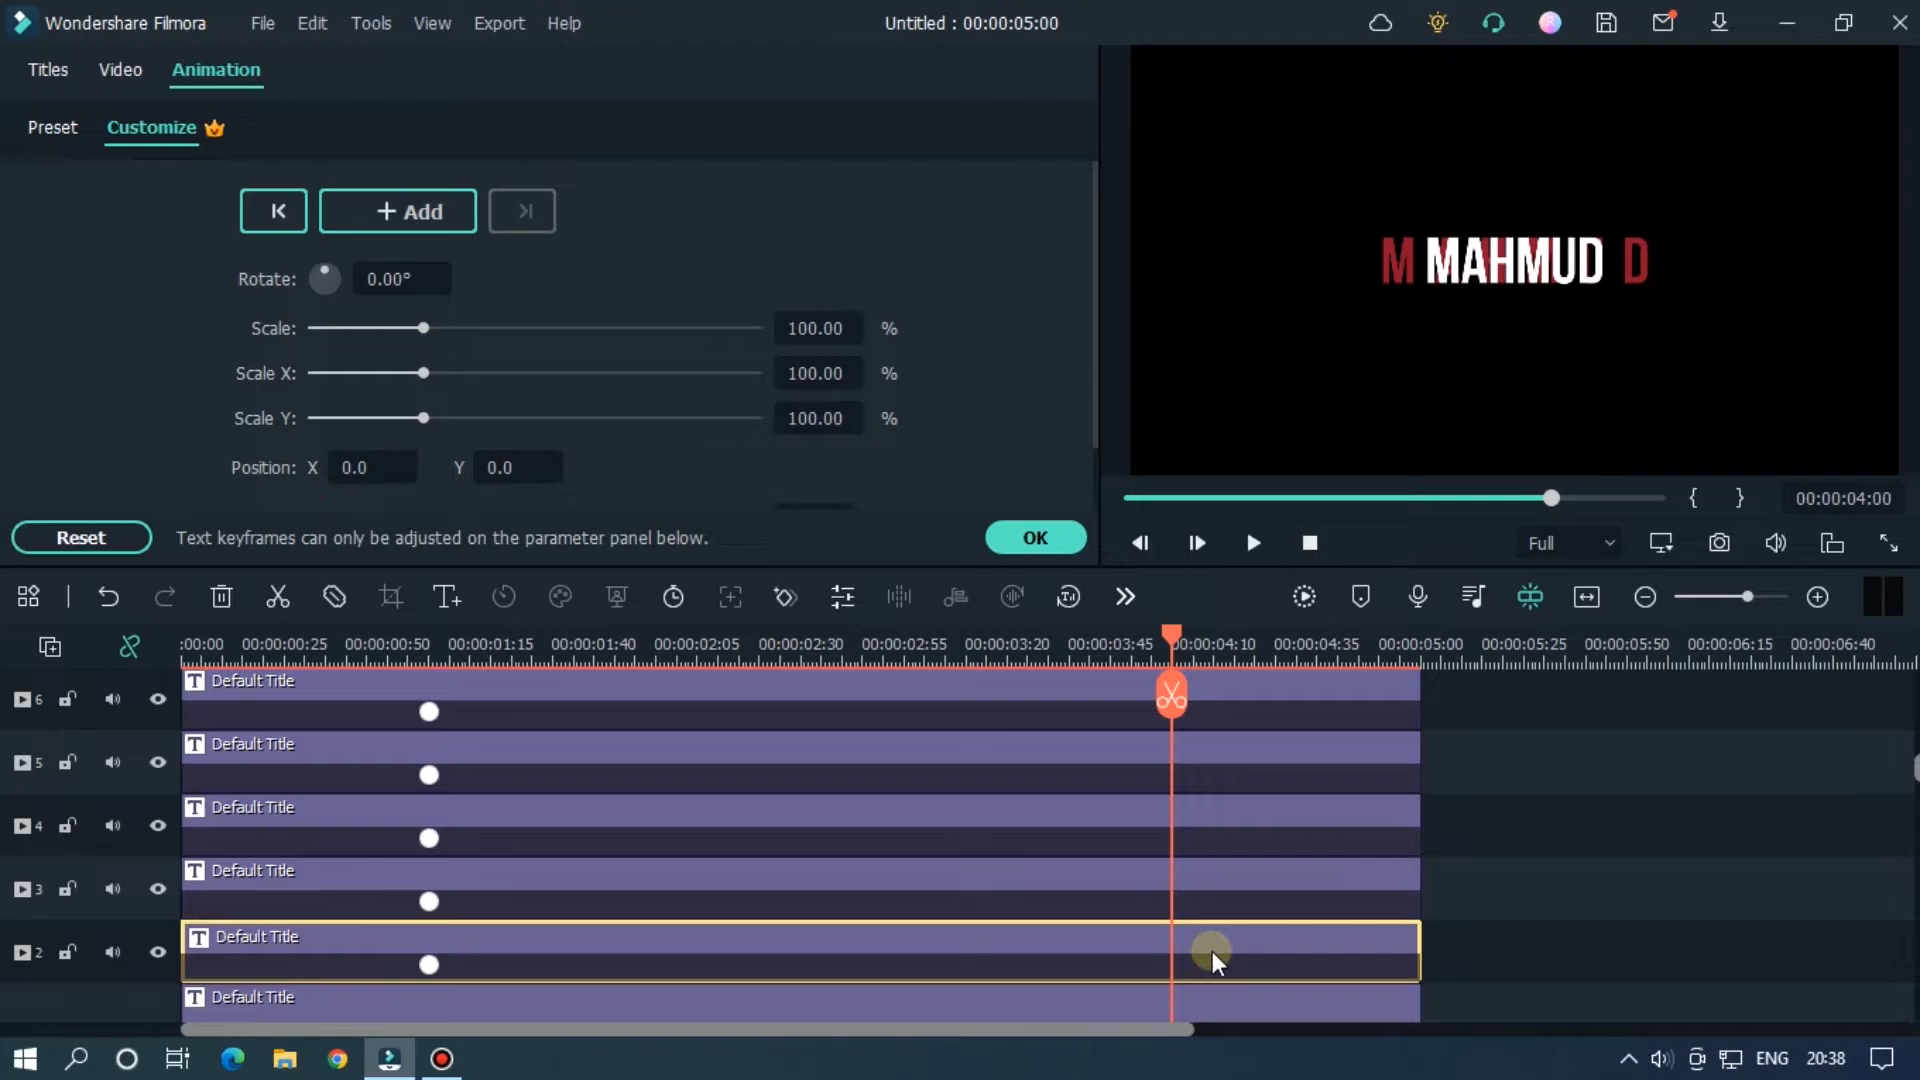 Wondershare Filmora File Edit Tools View Export Help Untitled : 00:00:05:00
Titles Video Animation
Preset Customize
+ Add
Rotate: 0.00°
Scale: 100.00 %
Scale X: 100.00 %
Scale Y: 100.00 %
Position: X 0.0 Y 0.0
M MAHMUD D
{ } 00:00:04:00
Reset Text keyframes can only be adjusted on the parameter panel below. OK
Full
:00:00 00:00:00:25 00:00:00:50 00:00:01:15 00:00:01:40 00:00:02:05 00:00:02:30 00:00:02:55 00:00:03:20 00:00:03:45 00:00:04:10 00:00:04:35 00:00:05:00 00:00:05:25 00:00:05:50 00:00:06:15 00:00:06:40
T Default Title
6
T Default Title
5
T Default Title
4
T Default Title
3
T Default Title
2
T Default Title
ENG 20:38